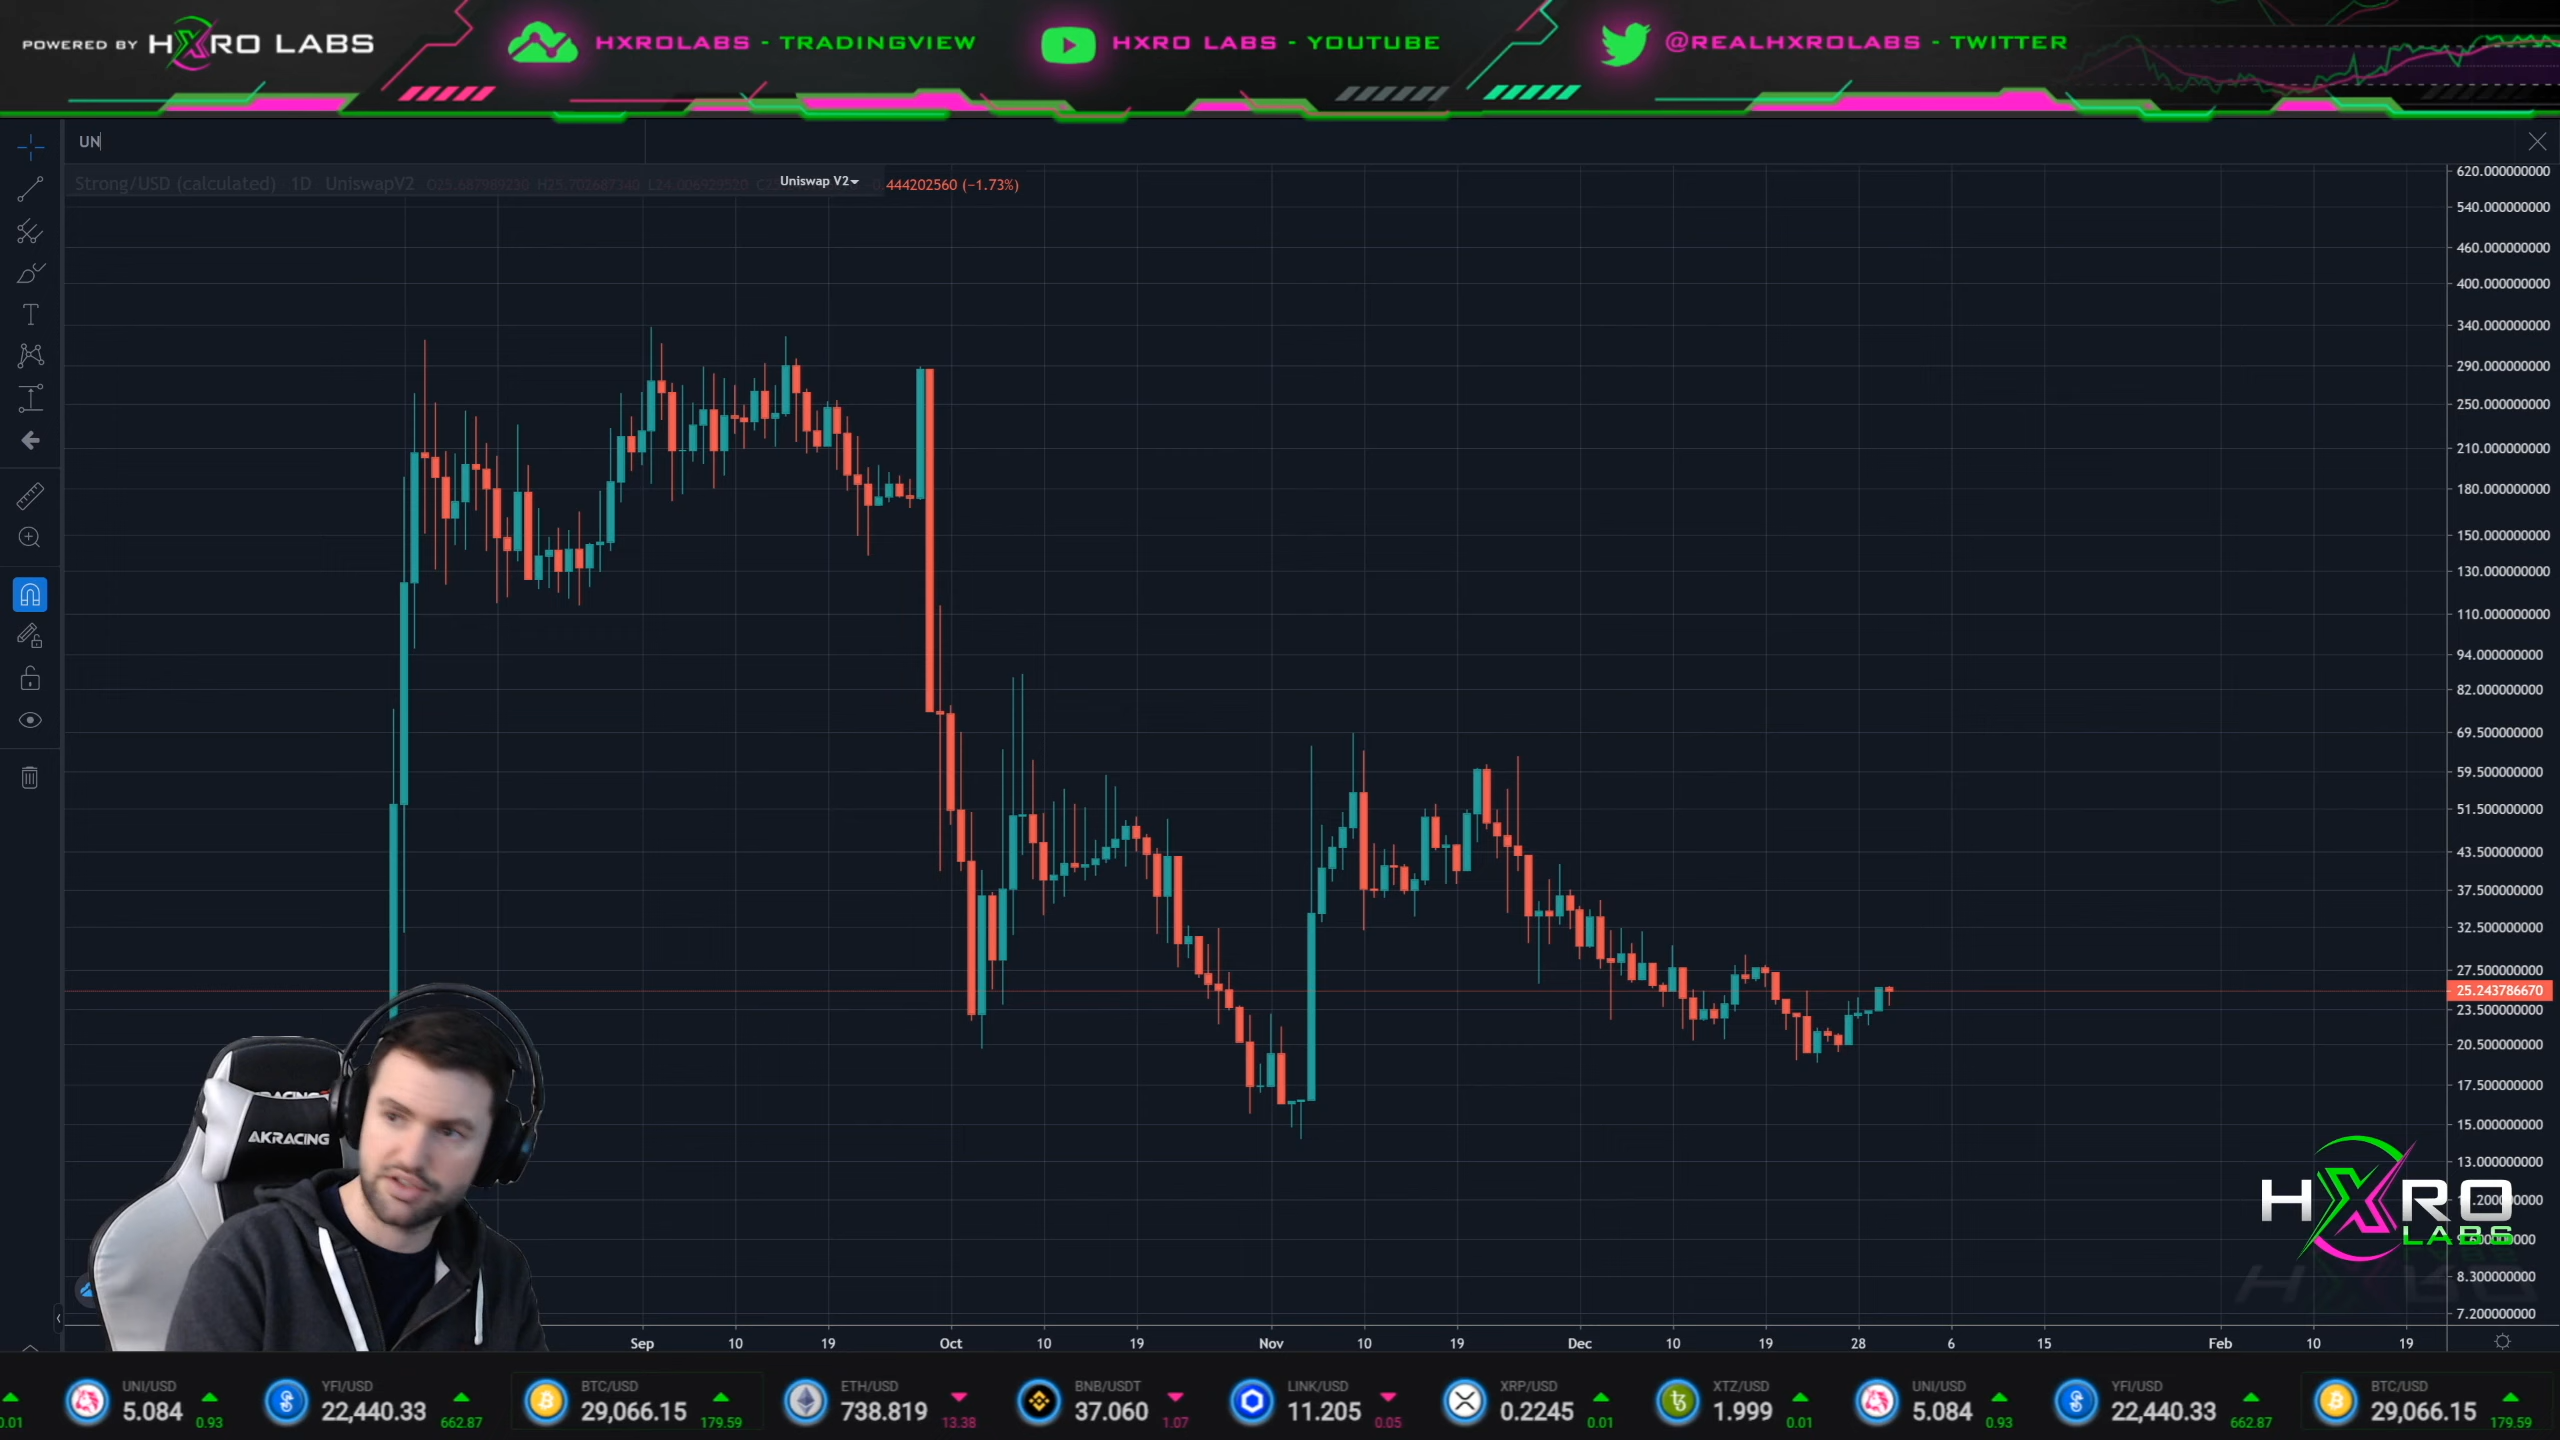 POWERED BY HXRO LABS
HXROLABS - TRADINGVIEW
HXRO LABS - YOUTUBE
@REALHXROLABS - TWITTER
UN
Strong/USD (calculated) 1D UniswapV2 O25.687989230 H25.702687340 L24.006929520
Uniswap V2
444202560 (−1.73%)
620.000000000
540.000000000
460.000000000
400.000000000
340.000000000
290.000000000
250.000000000
210.000000000
180.000000000
150.000000000
130.000000000
110.000000000
94.000000000
82.000000000
69.500000000
59.500000000
51.500000000
43.500000000
37.500000000
32.500000000
27.500000000
25.243786670
23.500000000
20.500000000
17.500000000
15.000000000
13.000000000
8.300000000
7.200000000
AKRACING
HXRO
LABS
Sep 10 19 Oct 10 19 Nov 10 19 Dec 10 19 28 6 15 Feb 10 19
0.01
UNI/USD
5.084 0.93
YFI/USD
22,440.33 662.87
BTC/USD
29,066.15 179.59
ETH/USD
738.819 13.38
BNB/USDT
37.060 1.07
LINK/USD
11.205 0.05
XRP/USD
0.2245 0.01
XTZ/USD
1.999 0.01
UNI/USD
5.084 0.93
YFI/USD
22,440.33 662.87
BTC/USD
29,066.15 179.59